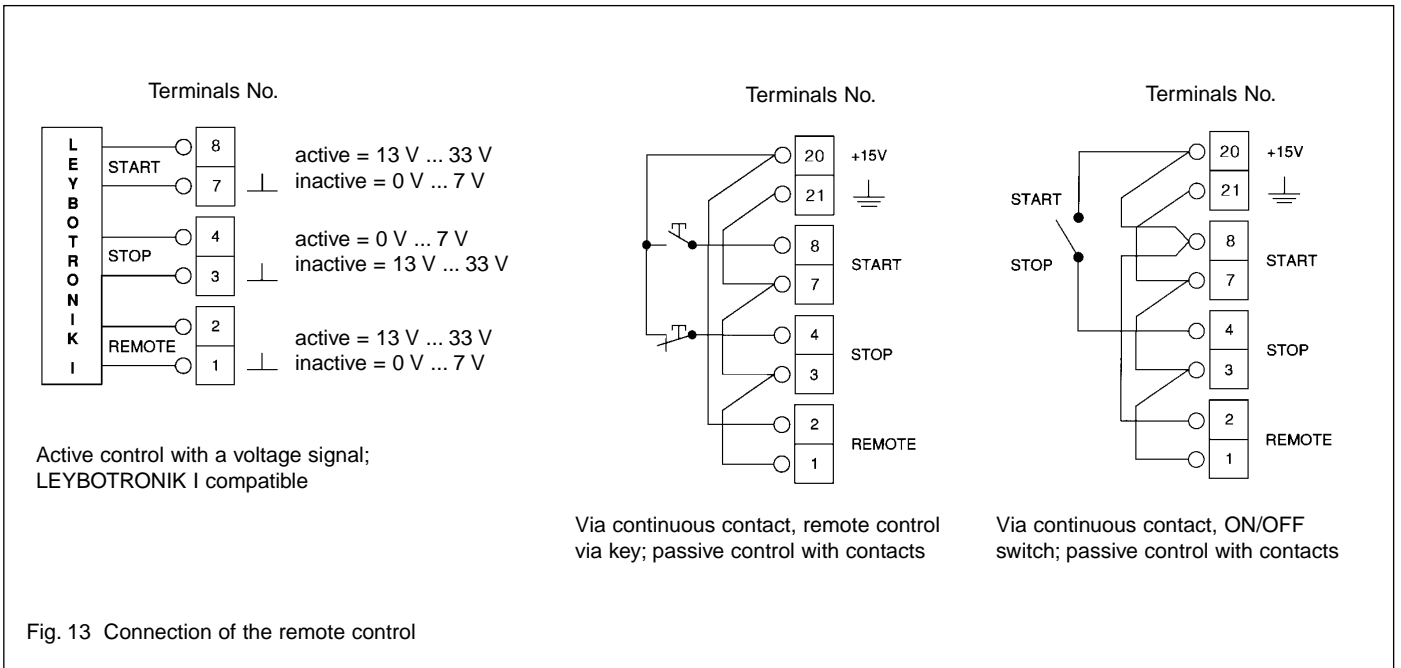 Terminals No.
LEYBOTRONIK I
START
STOP
REMOTE
8
7
4
3
2
1
active = 13 V ... 33 V
inactive = 0 V ... 7 V
active = 0 V ... 7 V
inactive = 13 V ... 33 V
active = 13 V ... 33 V
inactive = 0 V ... 7 V
Active control with a voltage signal;
LEYBOTRONIK I compatible
Terminals No.
20 +15V
21
8
START
7
4
STOP
3
2
REMOTE
1
Via continuous contact, remote control
via key; passive control with contacts
Terminals No.
START
STOP
20 +15V
21
8
START
7
4
STOP
3
2
REMOTE
1
Via continuous contact, ON/OFF
switch; passive control with contacts
Fig. 13 Connection of the remote control